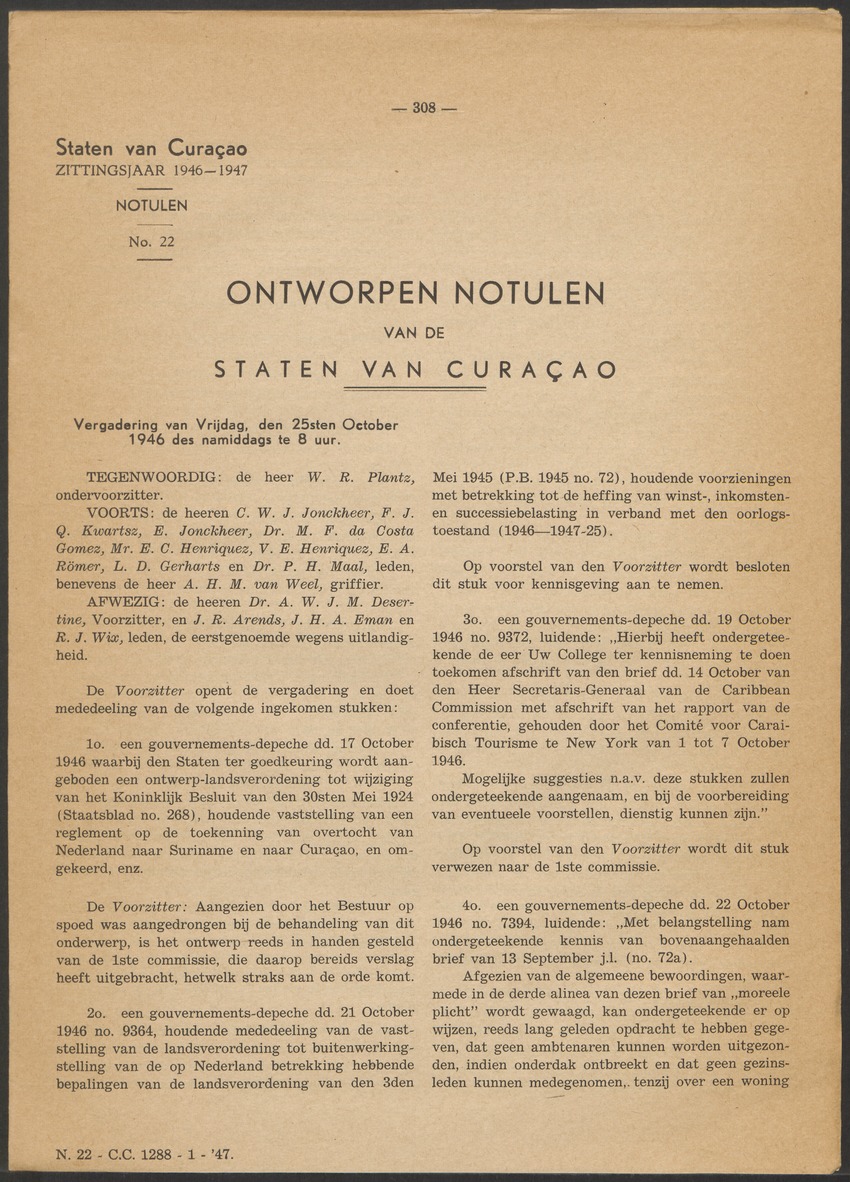 — 308 —
Staten van Curaçao
ZITTINGSJAAR 1946—1947
NOTULEN
No. 22
ONTWORPEN NOTULEN
VAN DE
STATEN VAN CURAÇAO
Vergadering van Vrijdag, den 25sten October
1946 des namiddags te 8 uur.
TEGENWOORDIG: de heer W. R. Plantz,
ondervoorzitter.
VOORTS: de heeren C. W. J. Jonckheer, F. J.
Q. Kwartsz, E. Jonckheer, Dr. M. F. da Costa
Gomez, Mr. E. C. Henriquez, V. E. Henriquez, E. A.
Römer, L. D. Gerharts en Dr. P. H. Maal, leden,
benevens de heer A. H. M. van Weel, griffier.
AFWEZIG: de heeren Dr. A. W. J. M. Deser-
tine, Voorzitter, en J. R. Arends, J. H. A. Eman en
R. J. Wix, leden, de eerstgenoemde wegens uitlandig-
heid.
De Voorzitter opent de vergadering en doet
mededeeling van de volgende ingekomen stukken:
1o. een gouvernements-depeche dd. 17 October
1946 waarbij den Staten ter goedkeuring wordt aan-
geboden een ontwerp-landsverordening tot wijziging
van het Koninklijk Besluit van den 30sten Mei 1924
(Staatsblad no. 268), houdende vaststelling van een
reglement op de toekenning van overtocht van
Nederland naar Suriname en naar Curaçao, en om-
gekeerd, enz.
De Voorzitter: Aangezien door het Bestuur op
spoed was aangedrongen bij de behandeling van dit
onderwerp, is het ontwerp reeds in handen gesteld
van de 1ste commissie, die daarop bereids verslag
heeft uitgebracht, hetwelk straks aan de orde komt.
2o. een gouvernements-depeche dd. 21 October
1946 no. 9364, houdende mededeeling van de vast-
stelling van de landsverordening tot buitenwerking-
stelling van de op Nederland betrekking hebbende
bepalingen van de landsverordening van den 3den
Mei 1945 (P.B. 1945 no. 72), houdende voorzieningen
met betrekking tot de heffing van winst-, inkomsten-
en successiebelasting in verband met den oorlogs-
toestand (1946—1947-25).
Op voorstel van den Voorzitter wordt besloten
dit stuk voor kennisgeving aan te nemen.
3o. een gouvernements-depeche dd. 19 October
1946 no. 9372, luidende: „Hierbij heeft ondergetee-
kende de eer Uw College ter kennisneming te doen
toekomen afschrift van den brief dd. 14 October van
den Heer Secretaris-Generaal van de Caribbean
Commission met afschrift van het rapport van de
conferentie, gehouden door het Comité voor Carai-
bisch Tourisme te New York van 1 tot 7 October
1946.
Mogelijke suggesties n.a.v. deze stukken zullen
ondergeteekende aangenaam, en bij de voorbereiding
van eventueele voorstellen, dienstig kunnen zijn."
Op voorstel van den Voorzitter wordt dit stuk
verwezen naar de 1ste commissie.
4o. een gouvernements-depeche dd. 22 October
1946 no. 7394, luidende: „Met belangstelling nam
ondergeteekende kennis van bovenaangehaalden
brief van 13 September j.l. (no. 72a).
Afgezien van de algemeene bewoordingen, waar-
mede in de derde alinea van dezen brief van „moreele
plicht" wordt gewaagd, kan ondergeteekende er op
wijzen, reeds lang geleden opdracht te hebben gege-
ven, dat geen ambtenaren kunnen worden uitgezon-
den, indien onderdak ontbreekt en dat geen gezins-
leden kunnen medegenomen, tenzij over een woning
N. 22 - C.C. 1288 - 1 - '47.